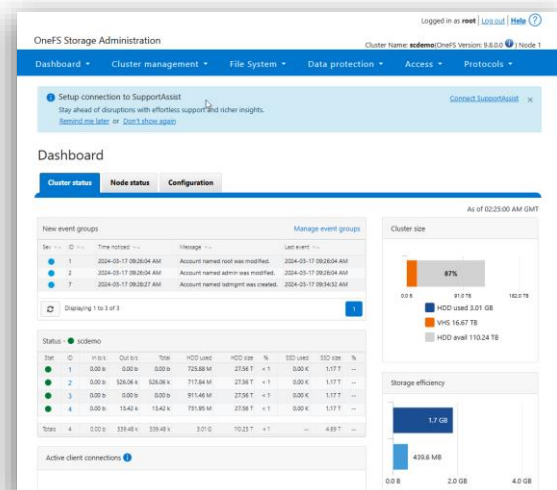 Logged in as root | Log out | Help ?
OneFS Storage Administration
Cluster Name: scdemo(OneFS Version: 9.8.0.0 ) Node 1
Dashboard Cluster management File System Data protection Access Protocols
Setup connection to SupportAssist
Connect SupportAssist ×
Stay ahead of disruptions with effortless support and richer insights.
Remind me later or Don't show again
Dashboard
Cluster status Node status Configuration
As of 02:25:00 AM GMT
New event groups Manage event groups
Sev ID Time noticed Message Last event
1 2024-03-17 09:26:04 AM Account named root was modified. 2024-03-17 09:26:04 AM
2 2024-03-17 09:26:04 AM Account named admin was modified. 2024-03-17 09:26:04 AM
7 2024-03-17 09:28:27 AM Account named isdmgmt was created. 2024-03-17 09:34:32 AM
Displaying 1 to 3 of 3 1
Status - scdemo
Stat ID In b/s Out b/s Total HDD used HDD size % SSD used SSD size %
1 0.00 b 0.00 b 0.00 b 725.88 M 27.56 T < 1 0.00 K 1.17 T --
2 0.00 b 526.06 k 526.06 k 717.84 M 27.56 T < 1 0.00 K 1.17 T --
3 0.00 b 0.00 b 0.00 b 911.46 M 27.56 T < 1 0.00 K 1.17 T --
4 0.00 b 13.42 k 13.42 k 731.95 M 27.56 T < 1 0.00 K 1.17 T --
Totals 4 0.00 b 539.48 k 539.48 k 3.01 G 110.25 T < 1 -- 4.69 T --
Active client connections
Cluster size
87%
0.0 B 91.0 TB 182.0 TB
HDD used 3.01 GB
VHS 16.67 TB
HDD avail 110.24 TB
Storage efficiency
1.7 GB
439.6 MB
0.0 B 2.0 GB 4.0 GB